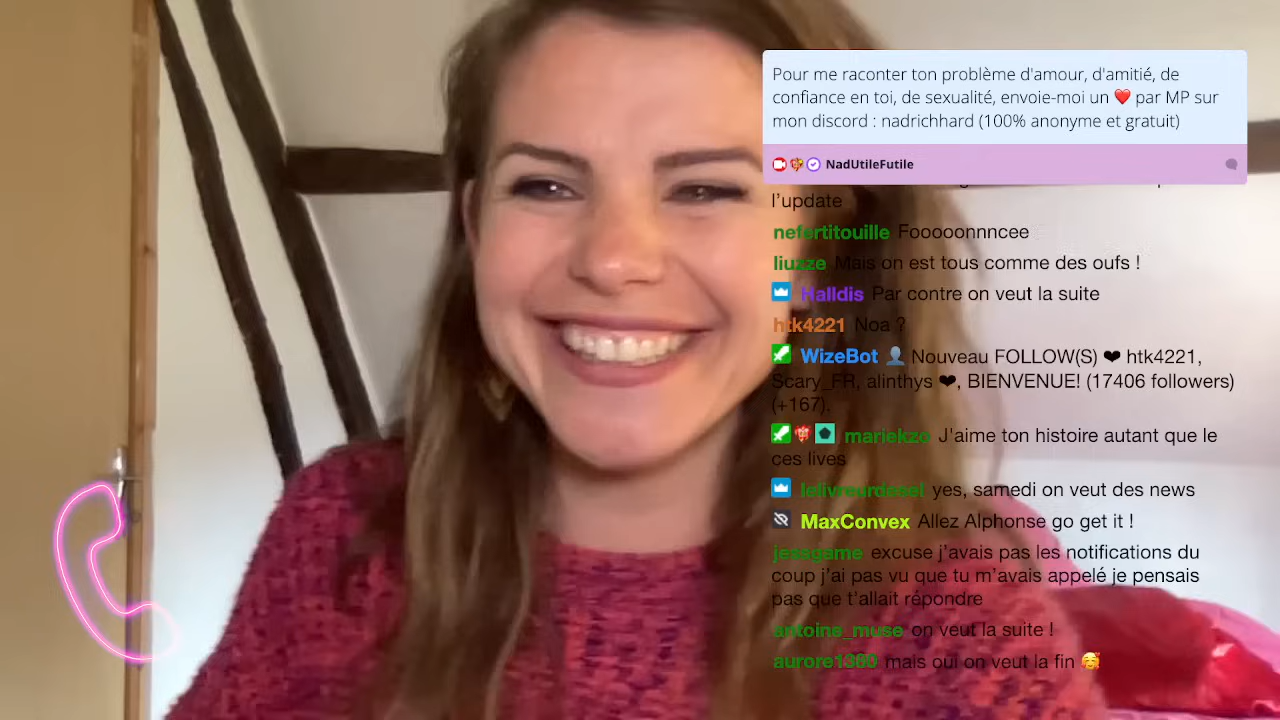 Pour me raconter ton problème d'amour, d'amitié, de
confiance en toi, de sexualité, envoie-moi un ❤️ par MP sur
mon discord : nadrichhard (100% anonyme et gratuit)
NadUtileFutile
l'update
nefertitouille Fooooonnncee
liuzze Mais on est tous comme des oufs !
Halldis Par contre on veut la suite
htk4221 Noa ?
WizeBot 👤 Nouveau FOLLOW(S) ❤ htk4221,
Scary_FR, alinthys ❤, BIENVENUE! (17406 followers)
(+167).
mariekzo J'aime ton histoire autant que le
ces lives
lelivreurdesel yes, samedi on veut des news
MaxConvex Allez Alphonse go get it !
jessgame excuse j'avais pas les notifications du
coup j'ai pas vu que tu m'avais appelé je pensais
pas que t'allait répondre
antoine_muse on veut la suite !
aurore1380 mais oui on veut la fin 🥰